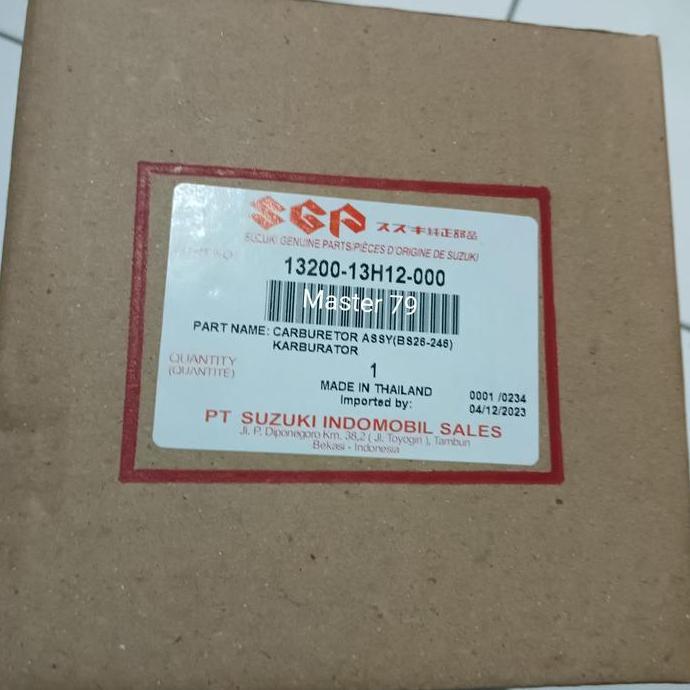 SGP スズキ純正部品
SUZUKI GENUINE PARTS/PIÈCES D'ORIGINE DE SUZUKI
13200-13H12-000
Master 79
PART NAME: CARBURETOR ASSY(BS26-246)
KARBURATOR
QUANTITY
(QUANTITÉ)
1
MADE IN THAILAND
Imported by:
0001 /0234
04/12/2023
PT SUZUKI INDOMOBIL SALES
Jl. P. Diponegoro Km. 38,2 ( Jl. Toyogiri ), Tambun
Bekasi - Indonesia